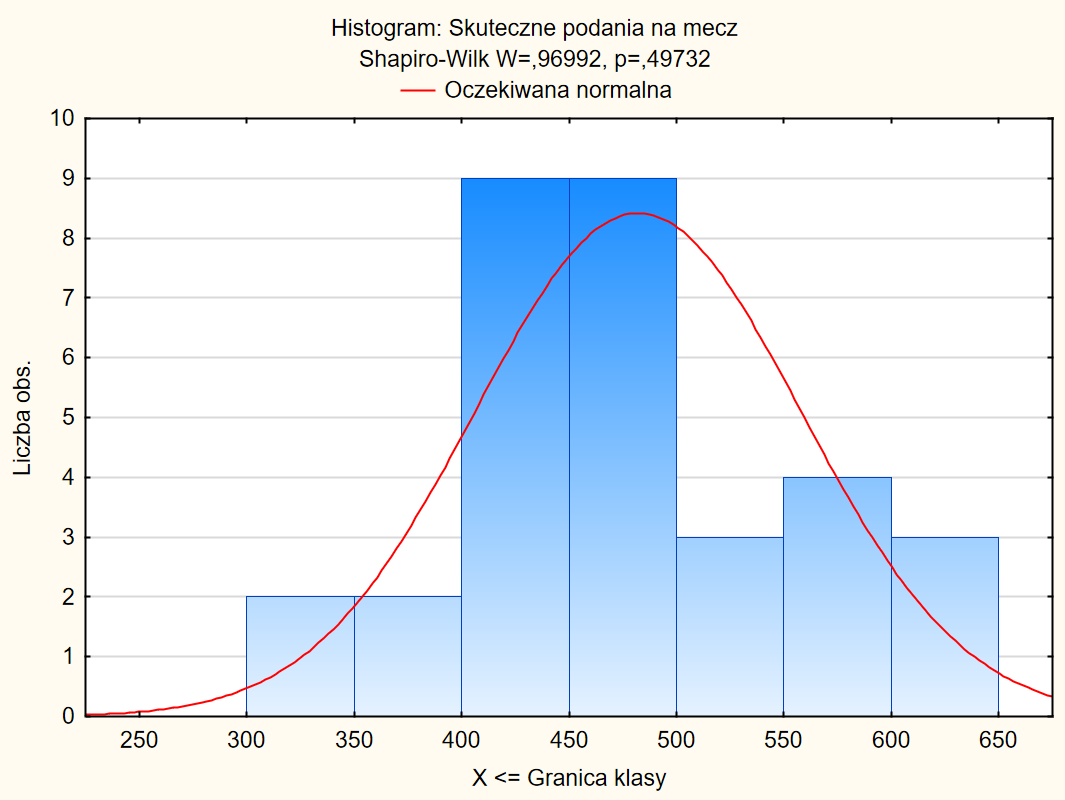 Histogram: Skuteczne podania na mecz
Shapiro-Wilk W=,96992, p=,49732
Oczekiwana normalna
10
9
8
7
6
5
4
3
2
1
0
Liczba obs.
250 300 350 400 450 500 550 600 650
X <= Granica klasy